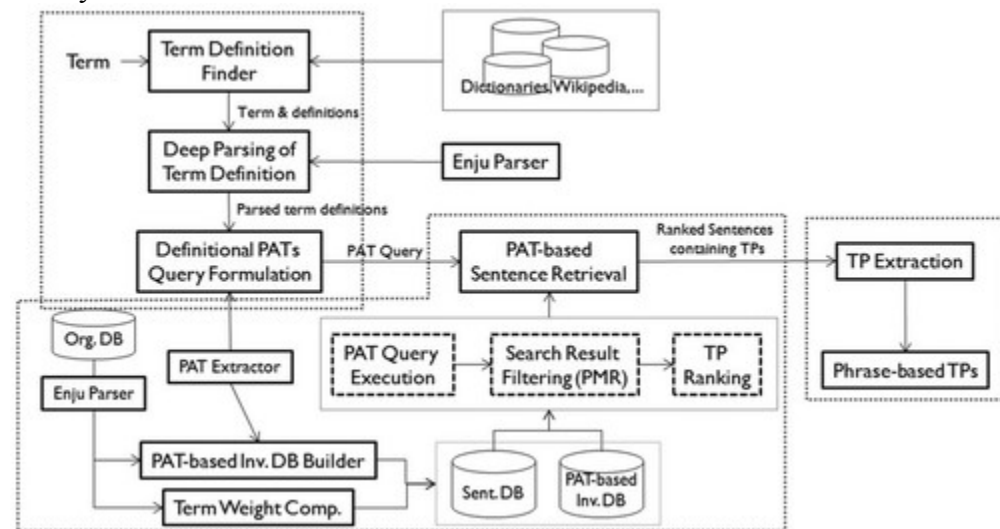 Term
Term Definition
Finder
Dictionaries, Wikipedia,...
Term & definitions
Deep Parsing of
Term Definition
Enju Parser
Parsed term definitions
Definitional PATs
Query Formulation
PAT Query
PAT-based
Sentence Retrieval
Ranked Sentences
containing TPs
TP Extraction
Phrase-based TPs
Org. DB
Enju Parser
PAT Extractor
PAT Query
Execution
Search Result
Filtering (PMR)
TP
Ranking
PAT-based Inv. DB Builder
Term Weight Comp.
Sent. DB
PAT-based
Inv. DB